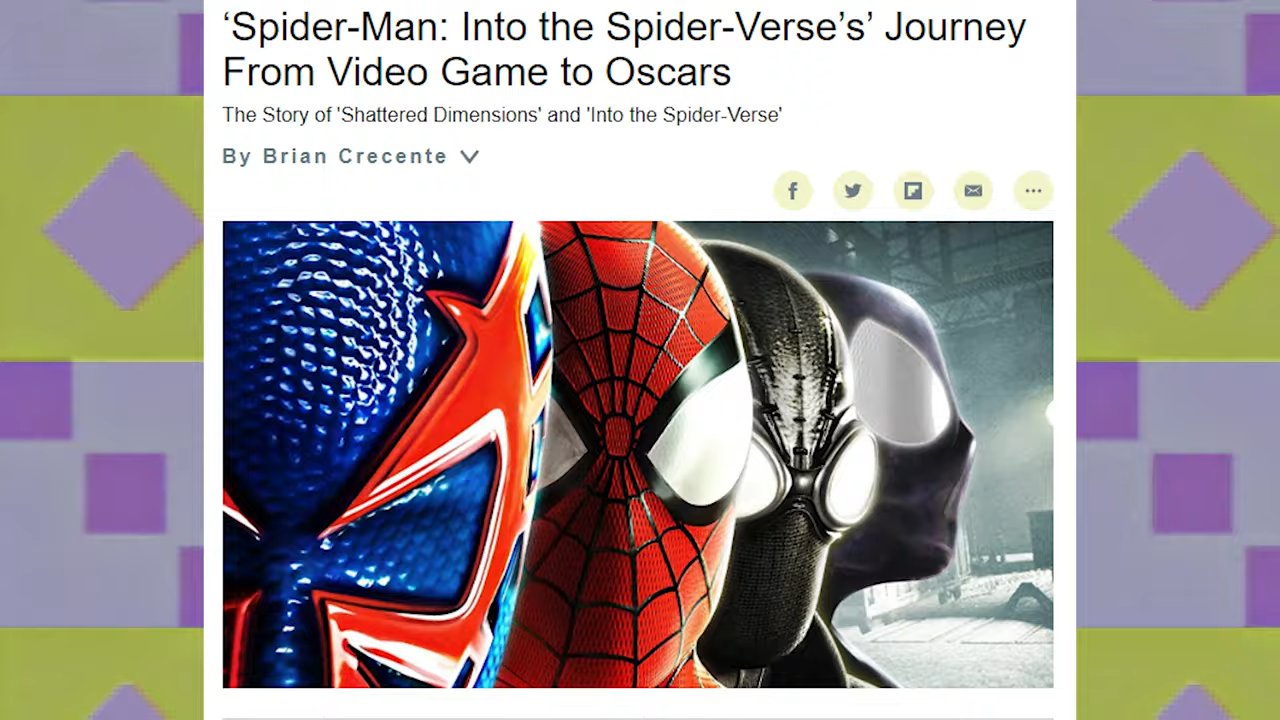 ‘Spider-Man: Into the Spider-Verse’s’ Journey
From Video Game to Oscars
The Story of 'Shattered Dimensions' and 'Into the Spider-Verse'
By Brian Crecente